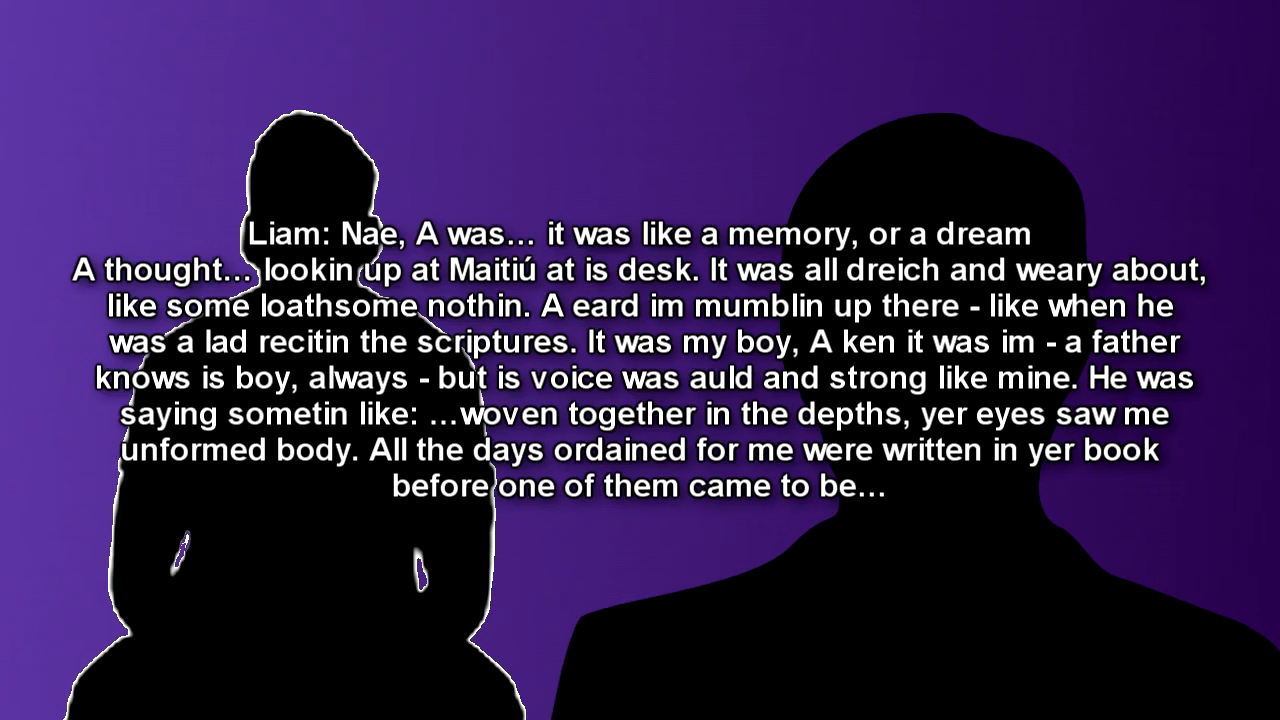 Liam: Nae, A was... it was like a memory, or a dream
A thought... lookin up at Maitiú at is desk. It was all dreich and weary about,
like some loathsome nothin. A eard im mumblin up there - like when he
was a lad recitin the scriptures. It was my boy, A ken it was im - a father
knows is boy, always - but is voice was auld and strong like mine. He was
saying sometin like: ...woven together in the depths, yer eyes saw me
unformed body. All the days ordained for me were written in yer book
before one of them came to be...